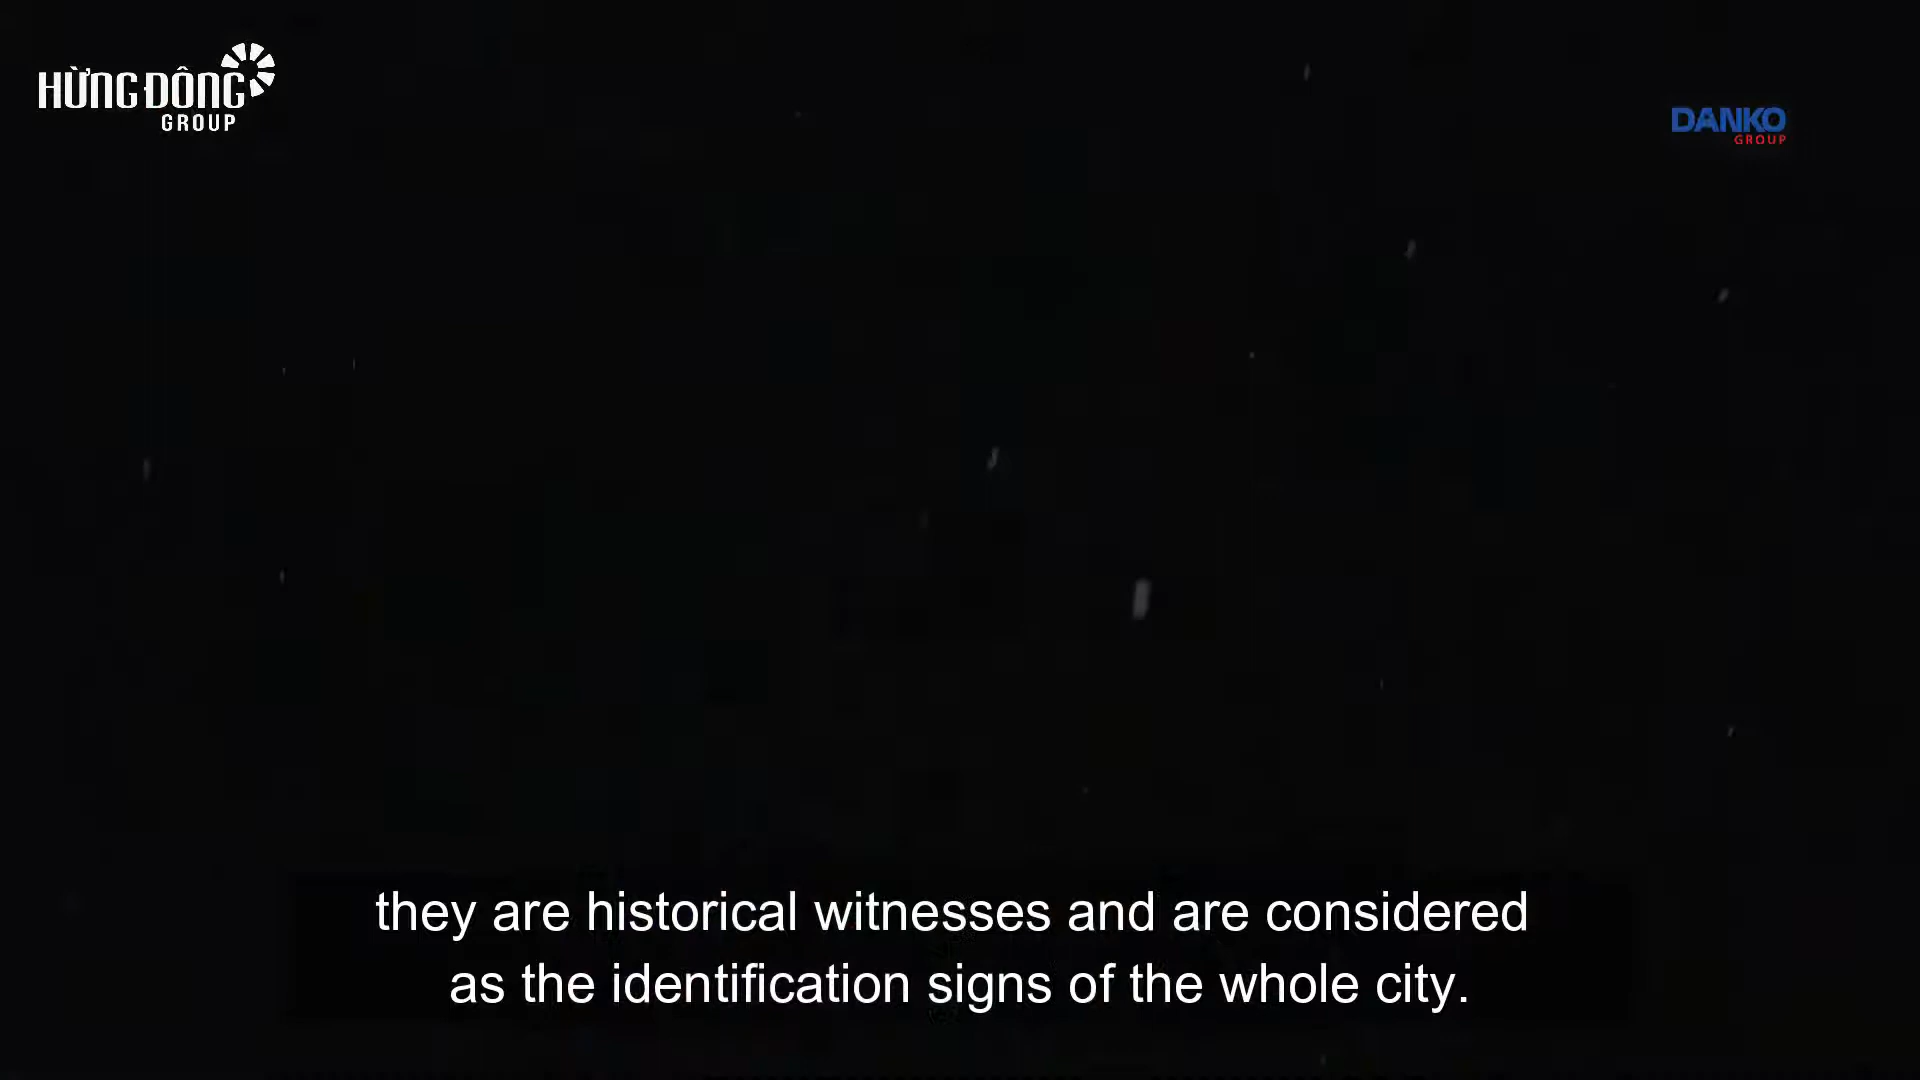 HỪNG ĐÔNG
GROUP
DANKO
GROUP
they are historical witnesses and are considered
as the identification signs of the whole city.